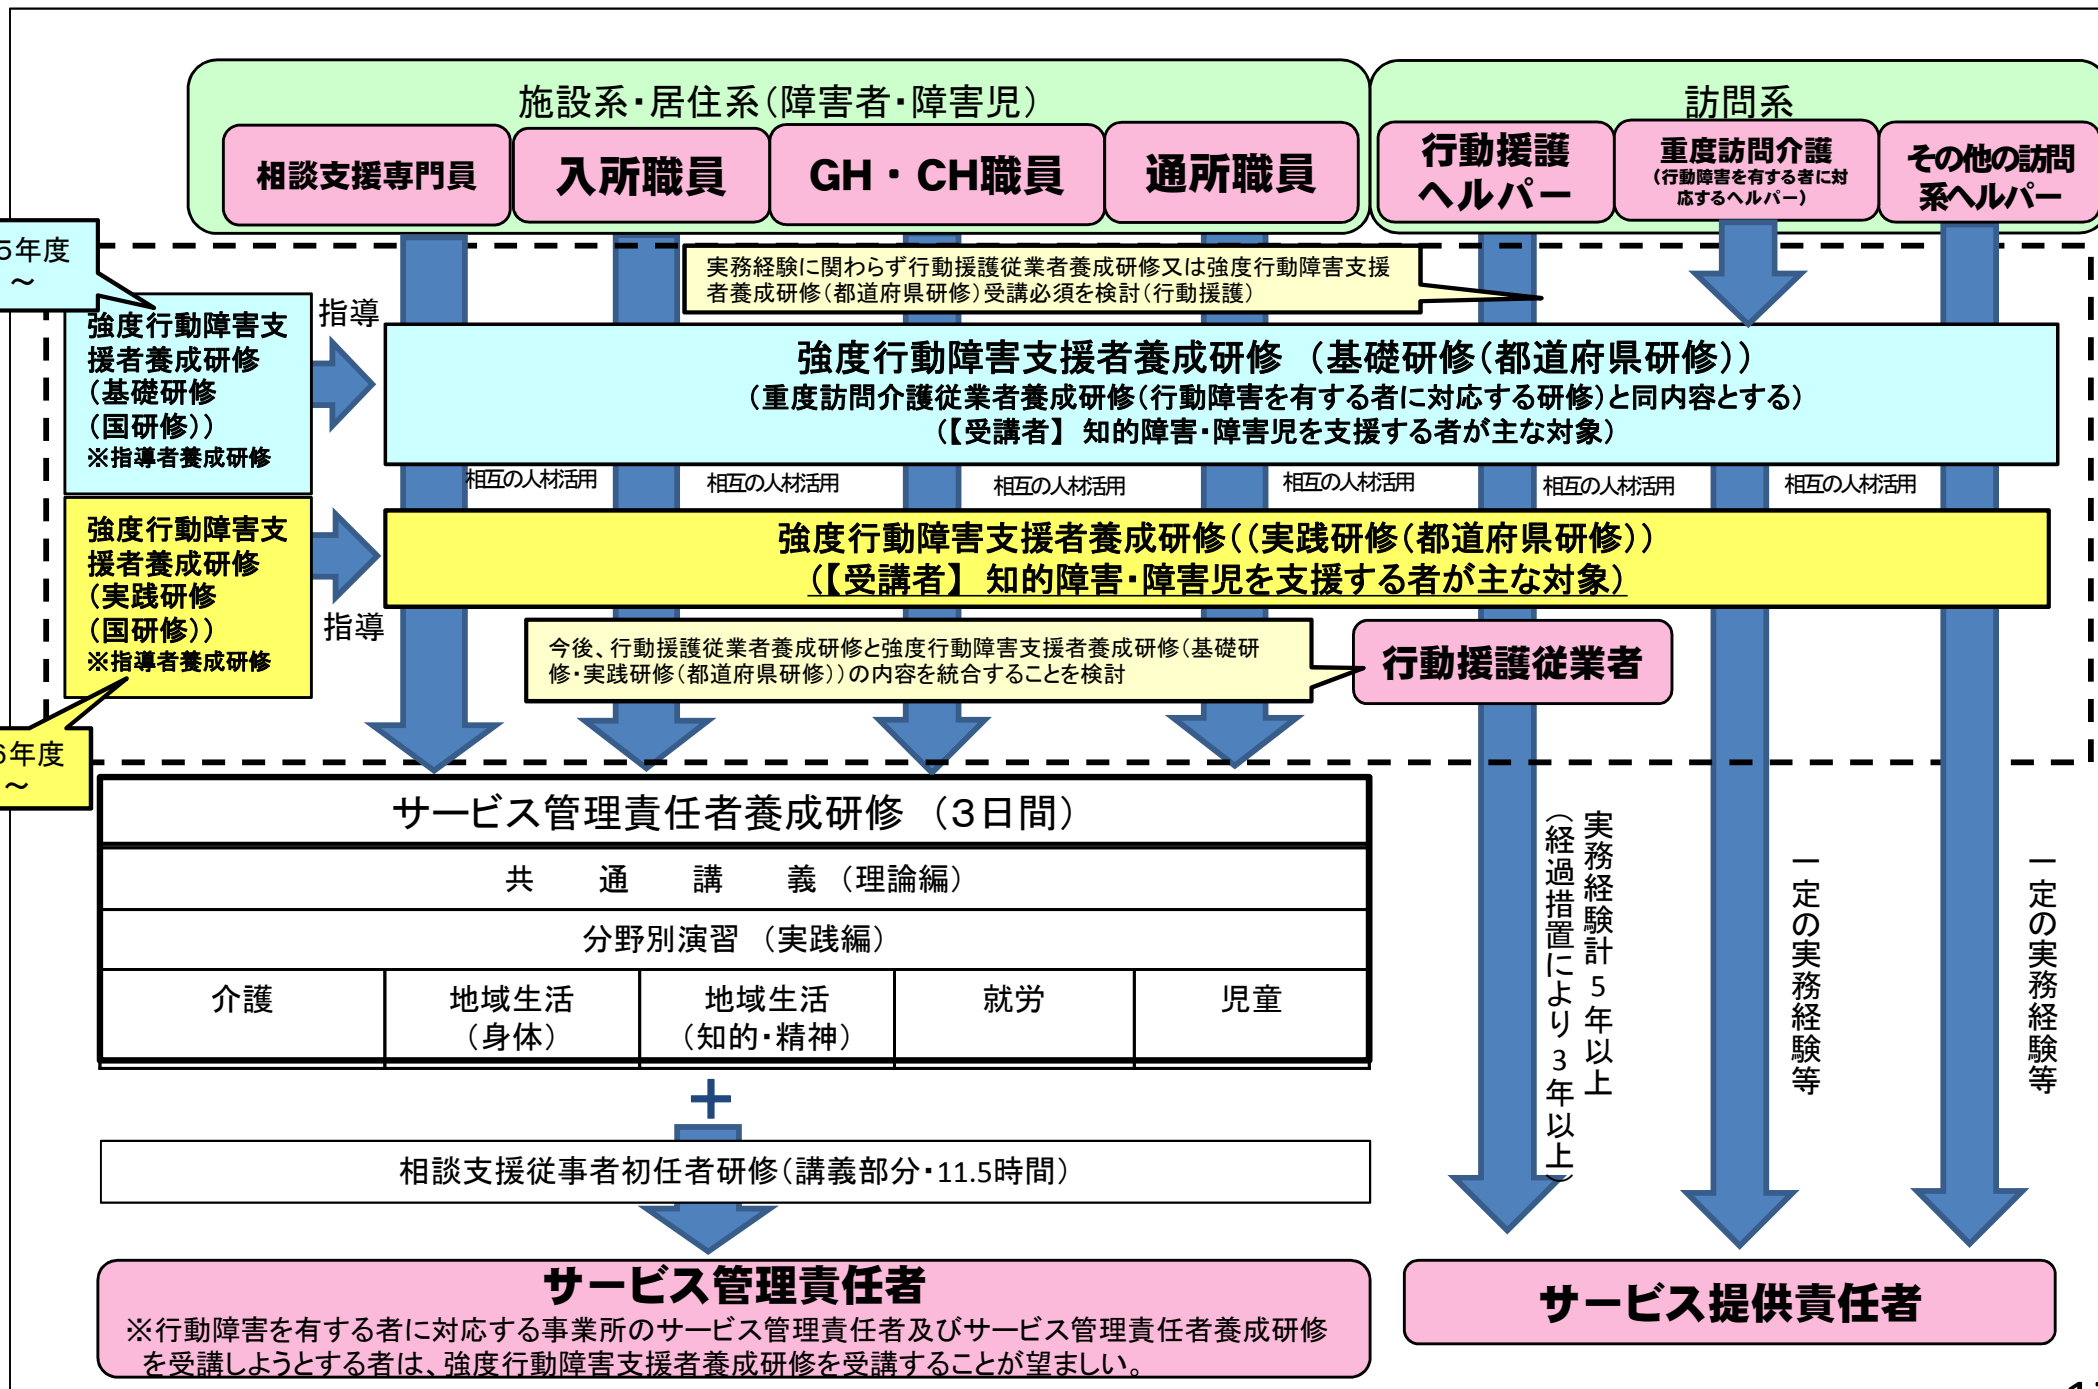 施設系・居住系(障害者・障害児)
訪問系
相談支援専門員
入所職員
GH・CH職員
通所職員
行動援護
ヘルパー
重度訪問介護
(行動障害を有する者に対
応するヘルパー)
その他の訪問
系ヘルパー
5年度
～
実務経験に関わらず行動援護従業者養成研修又は強度行動障害支援
者養成研修(都道府県研修)受講必須を検討(行動援護)
強度行動障害支
援者養成研修
(基礎研修
(国研修))
※指導者養成研修
指導
強度行動障害支援者養成研修 (基礎研修(都道府県研修))
(重度訪問介護従業者養成研修(行動障害を有する者に対応する研修)と同内容とする)
(【受講者】 知的障害・障害児を支援する者が主な対象)
相互の人材活用
相互の人材活用
相互の人材活用
相互の人材活用
相互の人材活用
相互の人材活用
強度行動障害支
援者養成研修
(実践研修
(国研修))
※指導者養成研修
指導
強度行動障害支援者養成研修((実践研修(都道府県研修))
(【受講者】 知的障害・障害児を支援する者が主な対象)
今後、行動援護従業者養成研修と強度行動障害支援者養成研修(基礎研
修・実践研修(都道府県研修))の内容を統合することを検討
行動援護従業者
6年度
～
サービス管理責任者養成研修 (3日間)
共 通 講 義 (理論編)
分野別演習 (実践編)
介護
地域生活
(身体)
地域生活
(知的・精神)
就労
児童
実務経験計5年以上
(経過措置により3年以上)
一定の実務経験等
一定の実務経験等
＋
相談支援従事者初任者研修(講義部分・11.5時間)
サービス管理責任者
※行動障害を有する者に対応する事業所のサービス管理責任者及びサービス管理責任者養成研修
を受講しようとする者は、強度行動障害支援者養成研修を受講することが望ましい。
サービス提供責任者